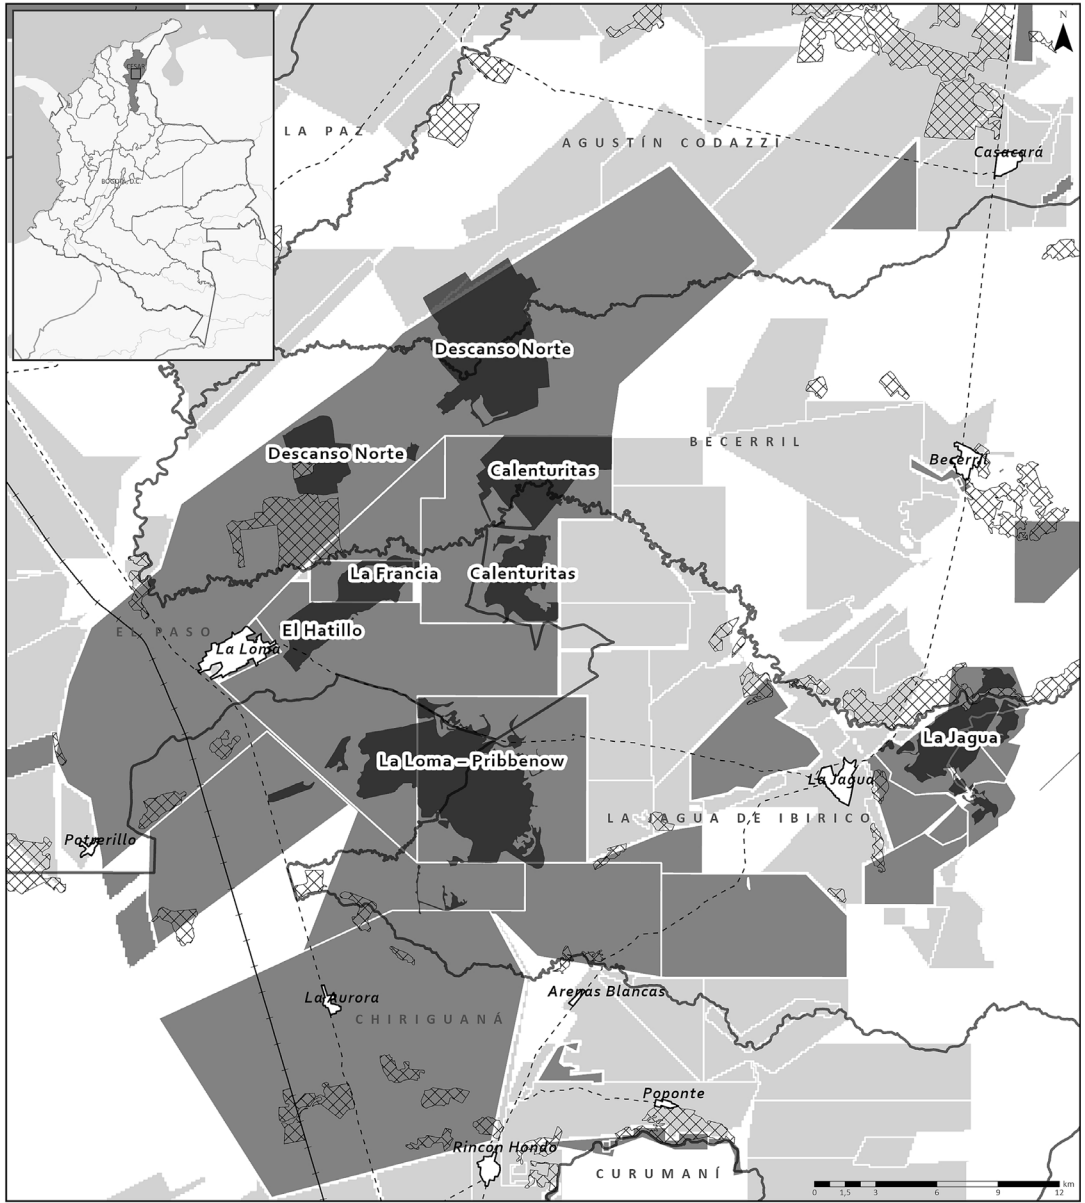 N
CESAR
BOGOTÁ, D.C.
LA PAZ
AGUSTÍN CODAZZI
Casacará
Descanso Norte
BECERRIL
Becerril
Descanso Norte
Calenturitas
La Francia
Calenturitas
EL PASO
El Hatillo
La Loma
La Jagua
La Loma – Pribbenow
La Jagua
LA JAGUA DE IBIRICO
Potrerillo
La Aurora
Arenas Blancas
CHIRIGUANÁ
Poponte
Rincón Hondo
CURUMANÍ
0 1,5 3 6 9 12 km